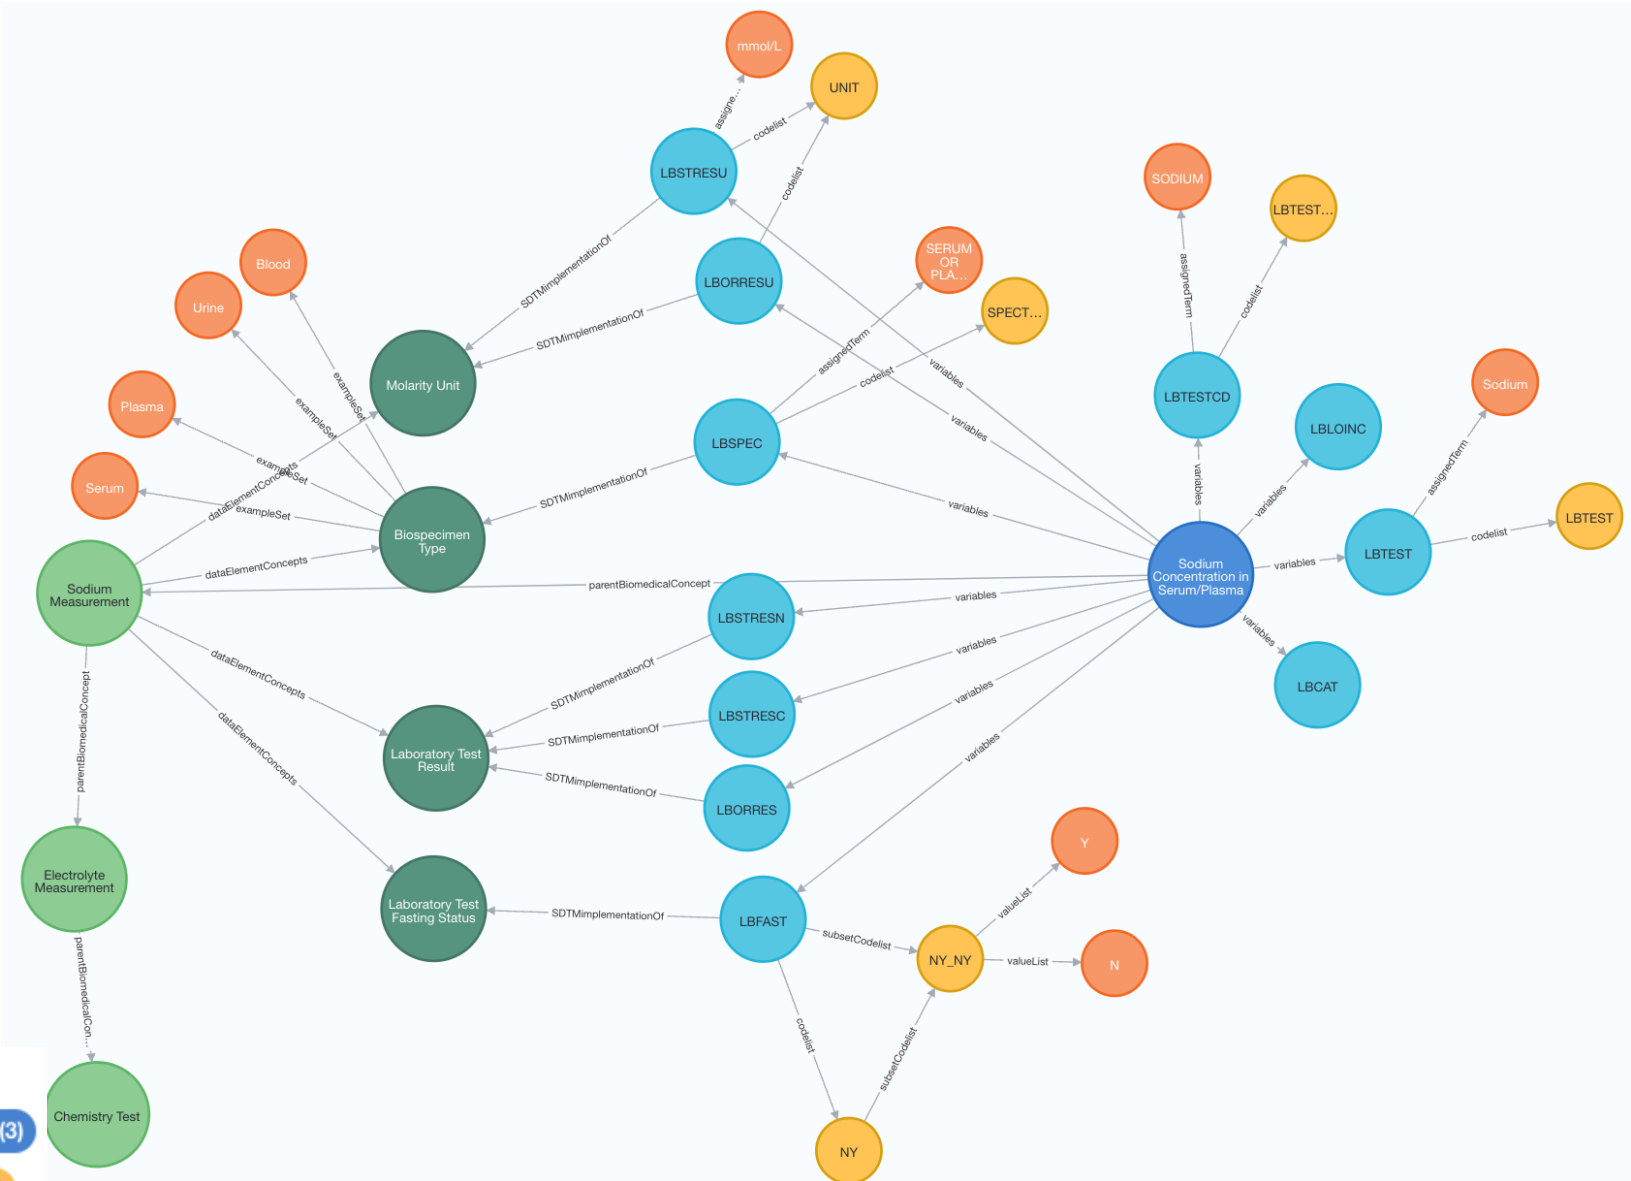 mmol/L
UNIT
assigne...
codelist
LBSTRESU
codelist
SODIUM
LBTEST...
SERUM
OR
PLA...
SPECT...
Blood
Urine
SDTMimplementationOf
LBORRESU
assignedTerm
codelist
SDTMimplementationOf
assignedTerm
codelist
variables
Molarity Unit
Plasma
exampleSet
exampleSet
LBTESTCD
LBLOINC
Sodium
variables
LBSPEC
assignedTerm
exampleSet
Serum
dataElementConcepts
exampleSet
SDTMimplementationOf
variables
variables
variables
LBTEST
codelist
LBTEST
Biospecimen
Type
dataElementConcepts
Sodium
Measurement
parentBiomedicalConcept
Sodium
Concentration in
Serum/Plasma
variables
variables
LBSTRESN
variables
variables
LBCAT
dataElementConcepts
SDTMimplementationOf
variables
LBSTRESC
SDTMimplementationOf
parentBiomedicalConcept
dataElementConcepts
Laboratory Test
Result
SDTMimplementationOf
LBORRES
variables
Y
Electrolyte
Measurement
Laboratory Test
Fasting Status
SDTMimplementationOf
LBFAST
valueList
subsetCodelist
NY_NY
valueList
N
parentBiomedicalCon...
codelist
subsetCodelist
Chemistry Test
(3)
NY